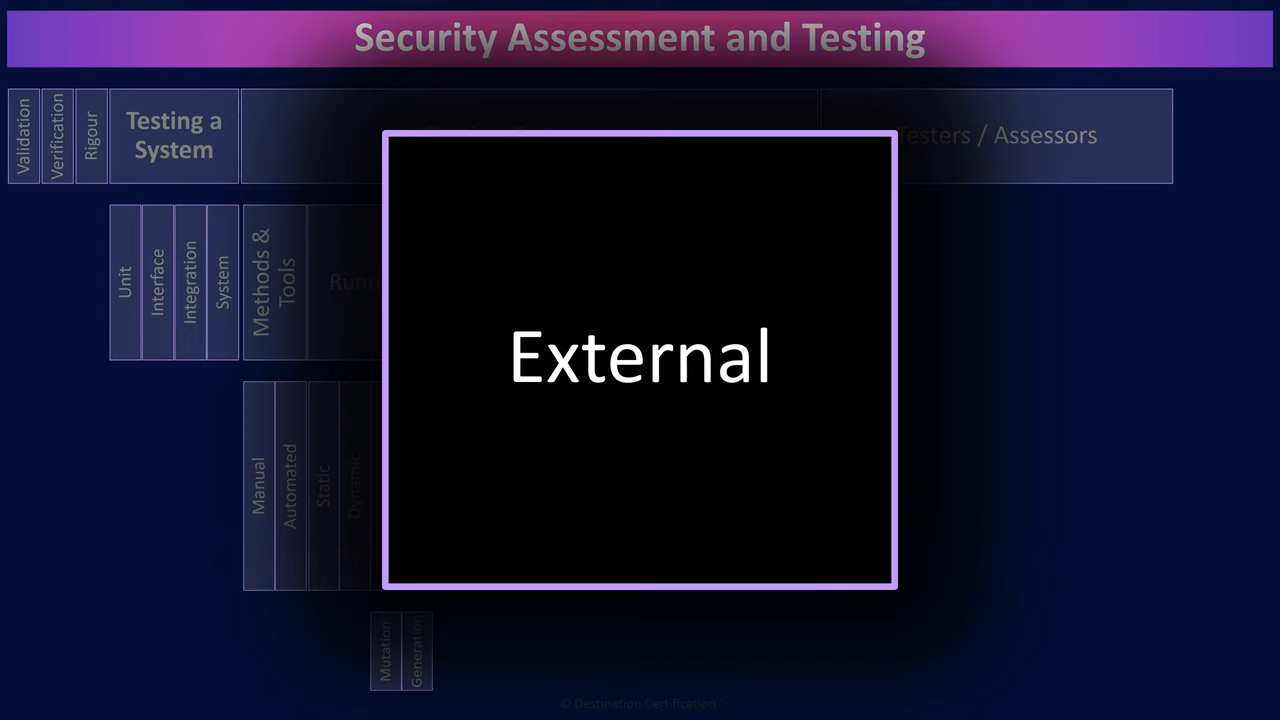 Security Assessment and Testing
Validation
Verification
Rigour
Testing a
System
Testers / Assessors
Unit
Interface
Integration
System
Methods &
Tools
External
Manual
Automated
Static
Dynamic
Mutation
Generation
© Destination Certification